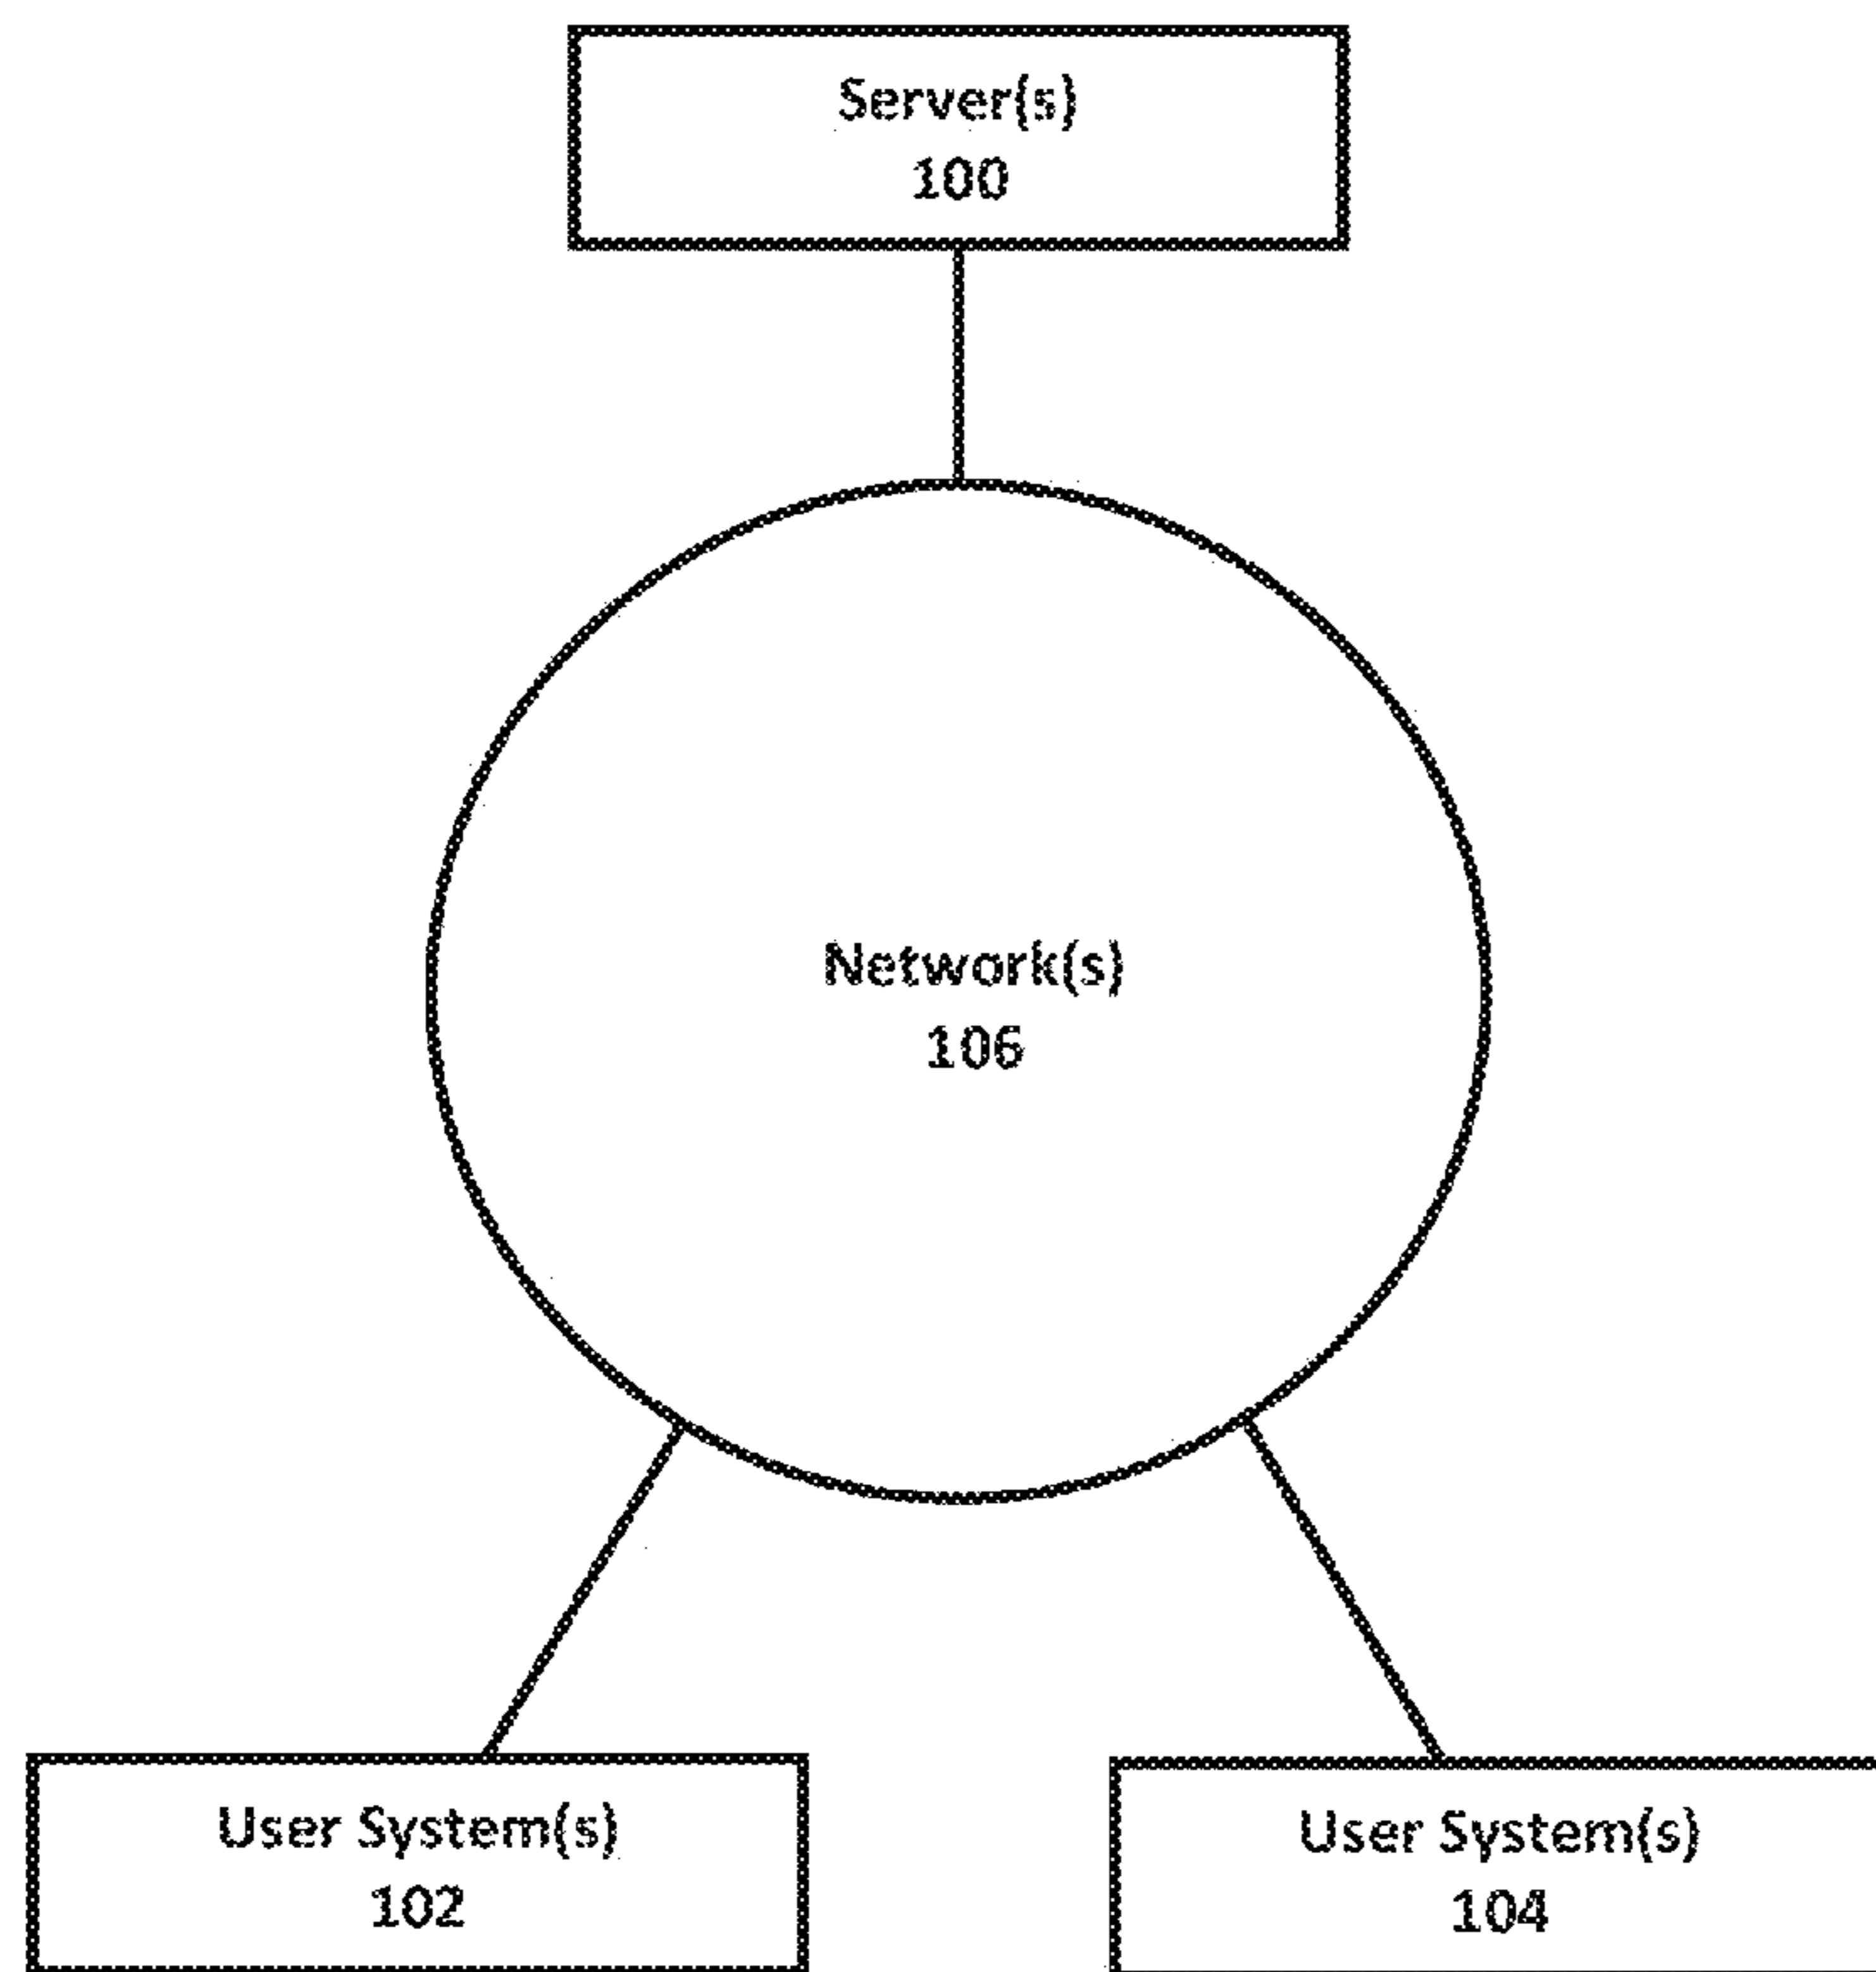 Server(s)
100
Network(s)
106
User System(s)
102
User System(s)
104